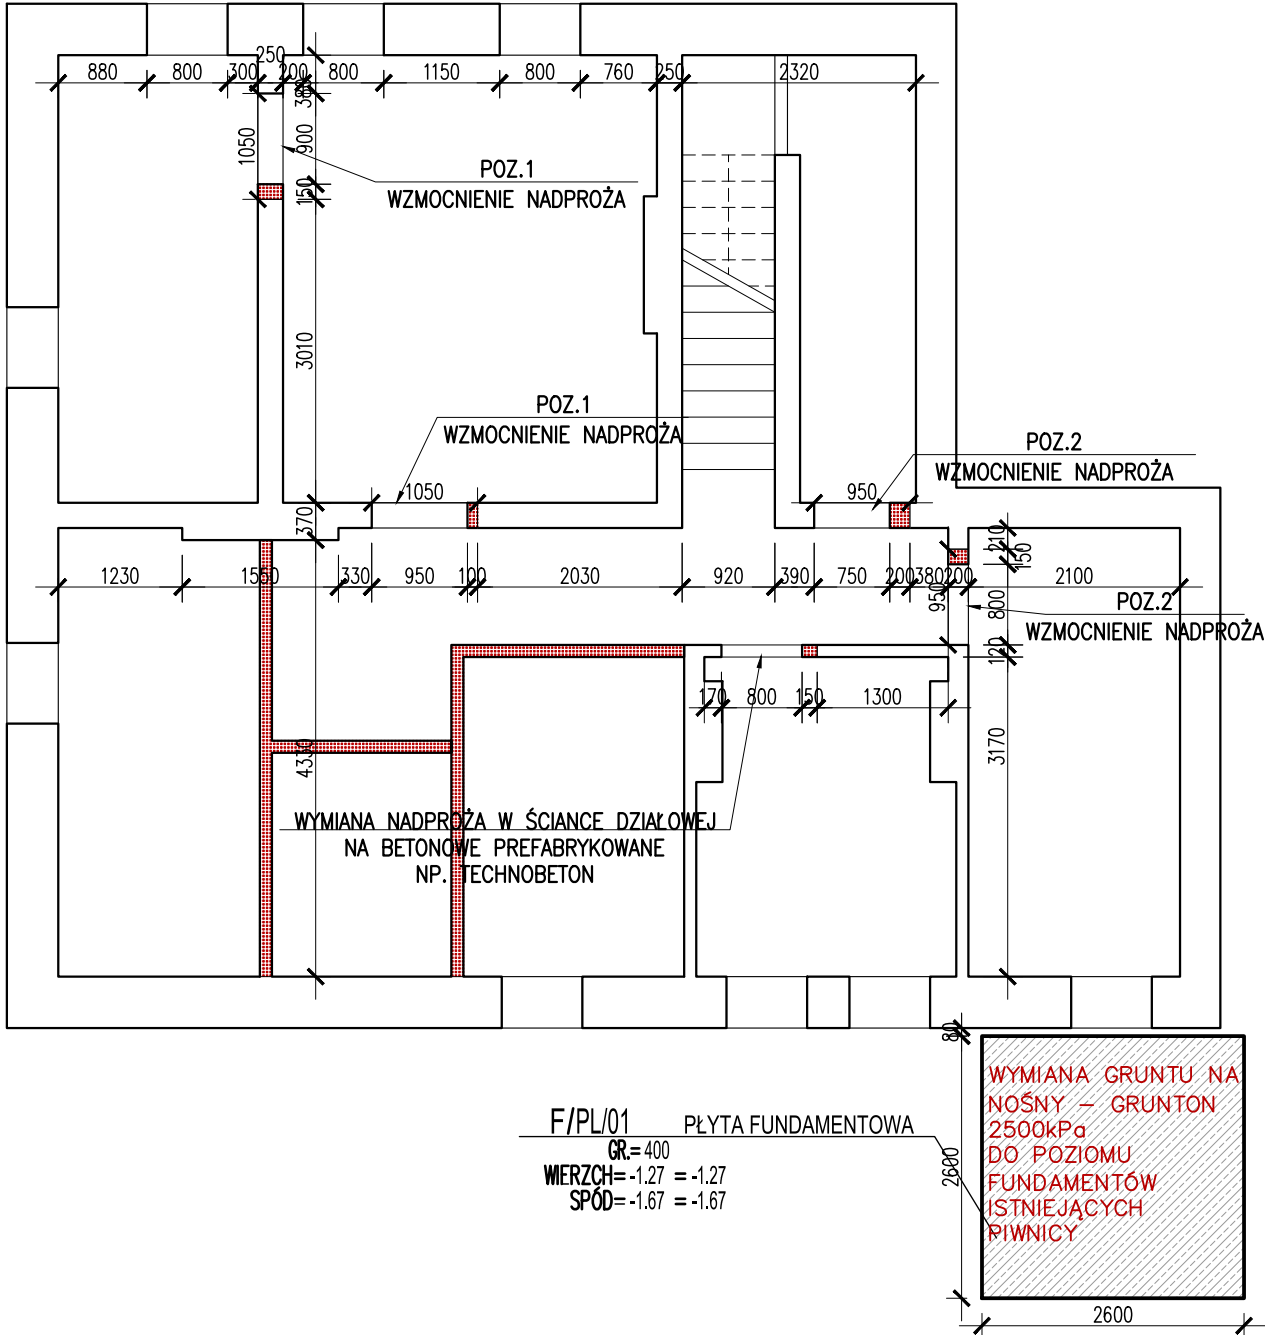 250
880 800 300 200 800 1150 800 760 250 2320
380
1050
900
150
POZ.1
WZMOCNIENIE NADPROŻA
3010
POZ.1
WZMOCNIENIE NADPROŻA
POZ.2
WZMOCNIENIE NADPROŻA
1050
950
370
210
150
1230 1550 330 950 100 2030 920 390 750 200 380 200 2100
950
800
POZ.2
WZMOCNIENIE NADPROŻA
120
170 800 150 1300
3170
4330
WYMIANA NADPROŻA W ŚCIANCE DZIAŁOWEJ
NA BETONOWE PREFABRYKOWANE
NP. TECHNOBETON
80
WYMIANA GRUNTU NA
NOŚNY – GRUNTON
2500kPa
DO POZIOMU
FUNDAMENTÓW
ISTNIEJĄCYCH
PIWNICY
F/PL/01 PŁYTA FUNDAMENTOWA
GR.= 400
WIERZCH= -1.27 = -1.27
SPÓD= -1.67 = -1.67
2600
2600